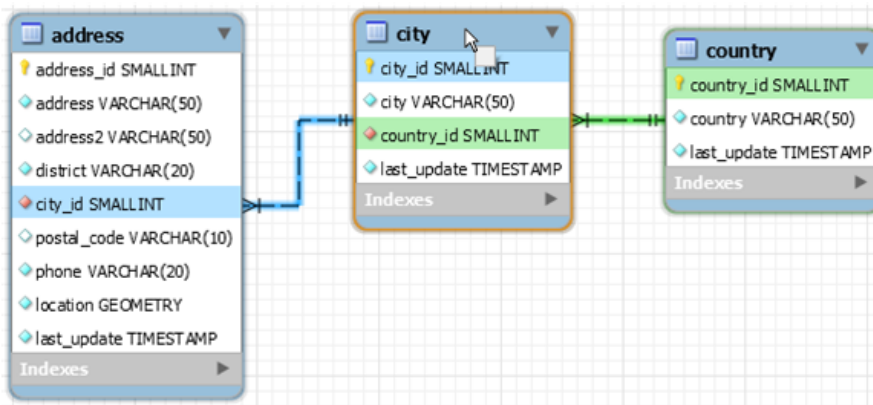 address
address_id SMALLINT
address VARCHAR(50)
address2 VARCHAR(50)
district VARCHAR(20)
city_id SMALLINT
postal_code VARCHAR(10)
phone VARCHAR(20)
location GEOMETRY
last_update TIMESTAMP
Indexes
city
city_id SMALLINT
city VARCHAR(50)
country_id SMALLINT
last_update TIMESTAMP
Indexes
country
country_id SMALLINT
country VARCHAR(50)
last_update TIMESTAMP
Indexes